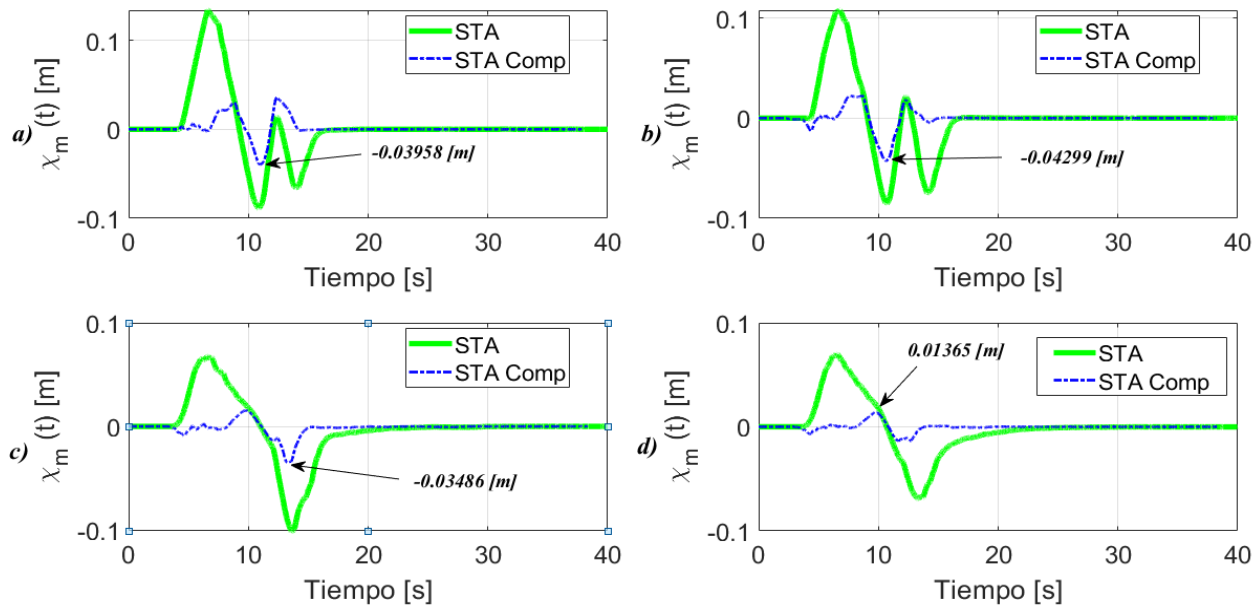 a)
χm (t) [m]
0.1
0
-0.1
STA
STA Comp
-0.03958 [m]
0 10 20 30 40
Tiempo [s]
b)
χm (t) [m]
0.1
0
-0.1
STA
STA Comp
-0.04299 [m]
0 10 20 30 40
Tiempo [s]
c)
χm (t) [m]
0.1
0
-0.1
STA
STA Comp
-0.03486 [m]
0 10 20 30 40
Tiempo [s]
d)
χm (t) [m]
0.1
0
-0.1
0.01365 [m]
STA
STA Comp
0 10 20 30 40
Tiempo [s]